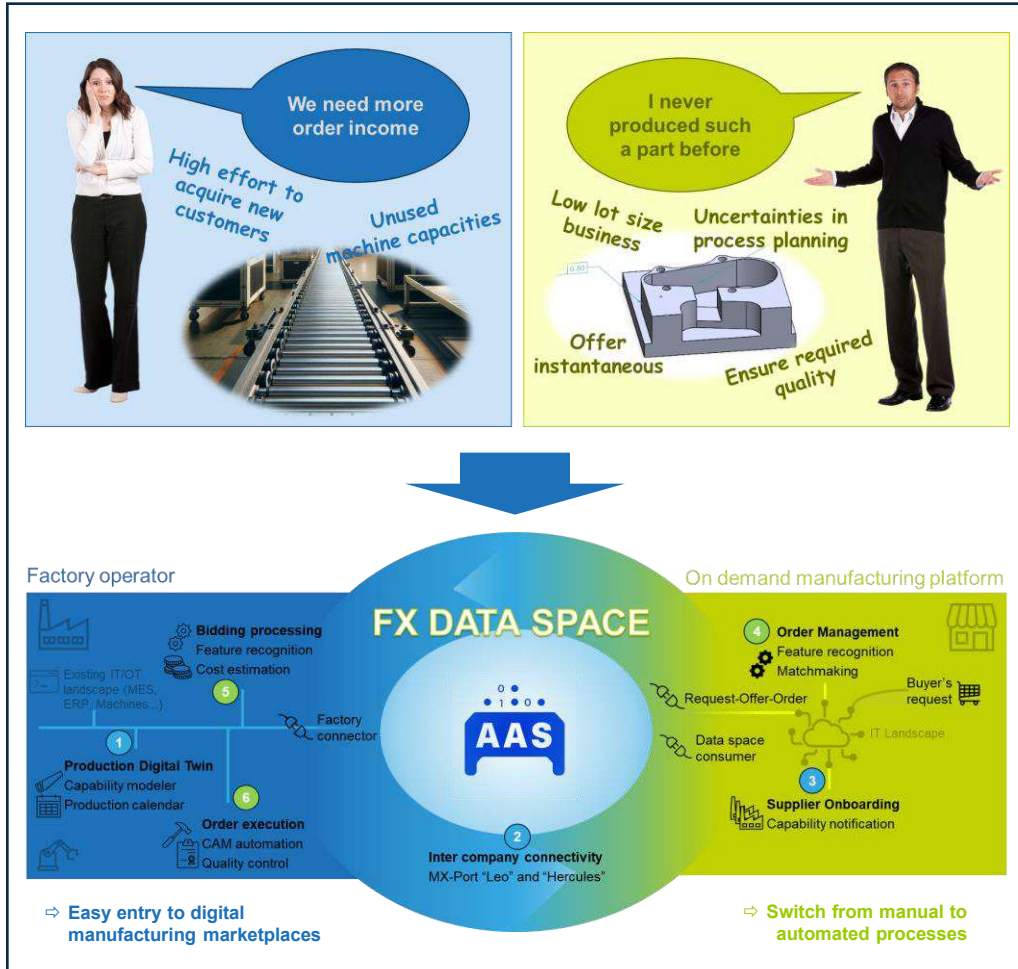 We need more
order income
High effort to
acquire new
customers
Unused
machine capacities
I never
produced such
a part before
Low lot size
business
Uncertainties in
process planning
0.80
Offer
instantaneous
Ensure required
quality
Factory operator
On demand manufacturing platform
FX DATA SPACE
Bidding processing
Feature recognition
Cost estimation
5
Existing IT/OT
landscape (MES,
ERP, Machines...)
Factory
connector
1
Production Digital Twin
Capability modeler
Production calendar
6
Order execution
CAM automation
Quality control
0
1 0
AAS
2
Inter company connectivity
MX-Port “Leo” and “Hercules”
4
Order Management
Feature recognition
Matchmaking
Request-Offer-Order
Buyer's
request
Data space
consumer
IT Landscape
3
Supplier Onboarding
Capability notification
⇨ Easy entry to digital
manufacturing marketplaces
⇨ Switch from manual to
automated processes